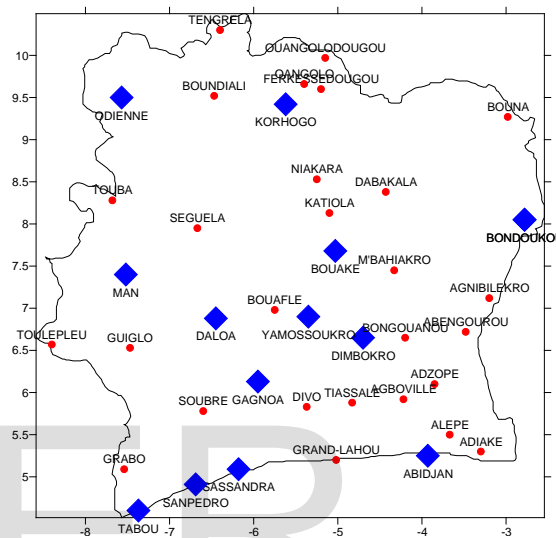 TENGRELA
10
OUANGOLODOUGOU
OANGOLO
FERKESSEDOUGOU
BOUNDIALI
9.5
ODIENNE
KORHOGO
BOUNA
9
NIAKARA
8.5
DABAKALA
TOUBA
KATIOLA
SEGUELA
8
BONDOUKOU
BOUAKE
M'BAHIAKRO
7.5
MAN
AGNIBILEKRO
BOUAFLE
7
ABENGOUROU
TOULEPLEU
GUIGLO
DALOA
YAMOSSOUKRO
BONGOUANOU
6.5
DIMBOKRO
ADZOPE
6
GAGNOA
SOUBRE
DIVO
TIASSALE
AGBOVILLE
5.5
ALEPE
ADIAKE
GRAND-LAHOU
GRABO
5
ABIDJAN
SASSANDRA
SANPEDRO
TABOU
-8 -7 -6 -5 -4 -3